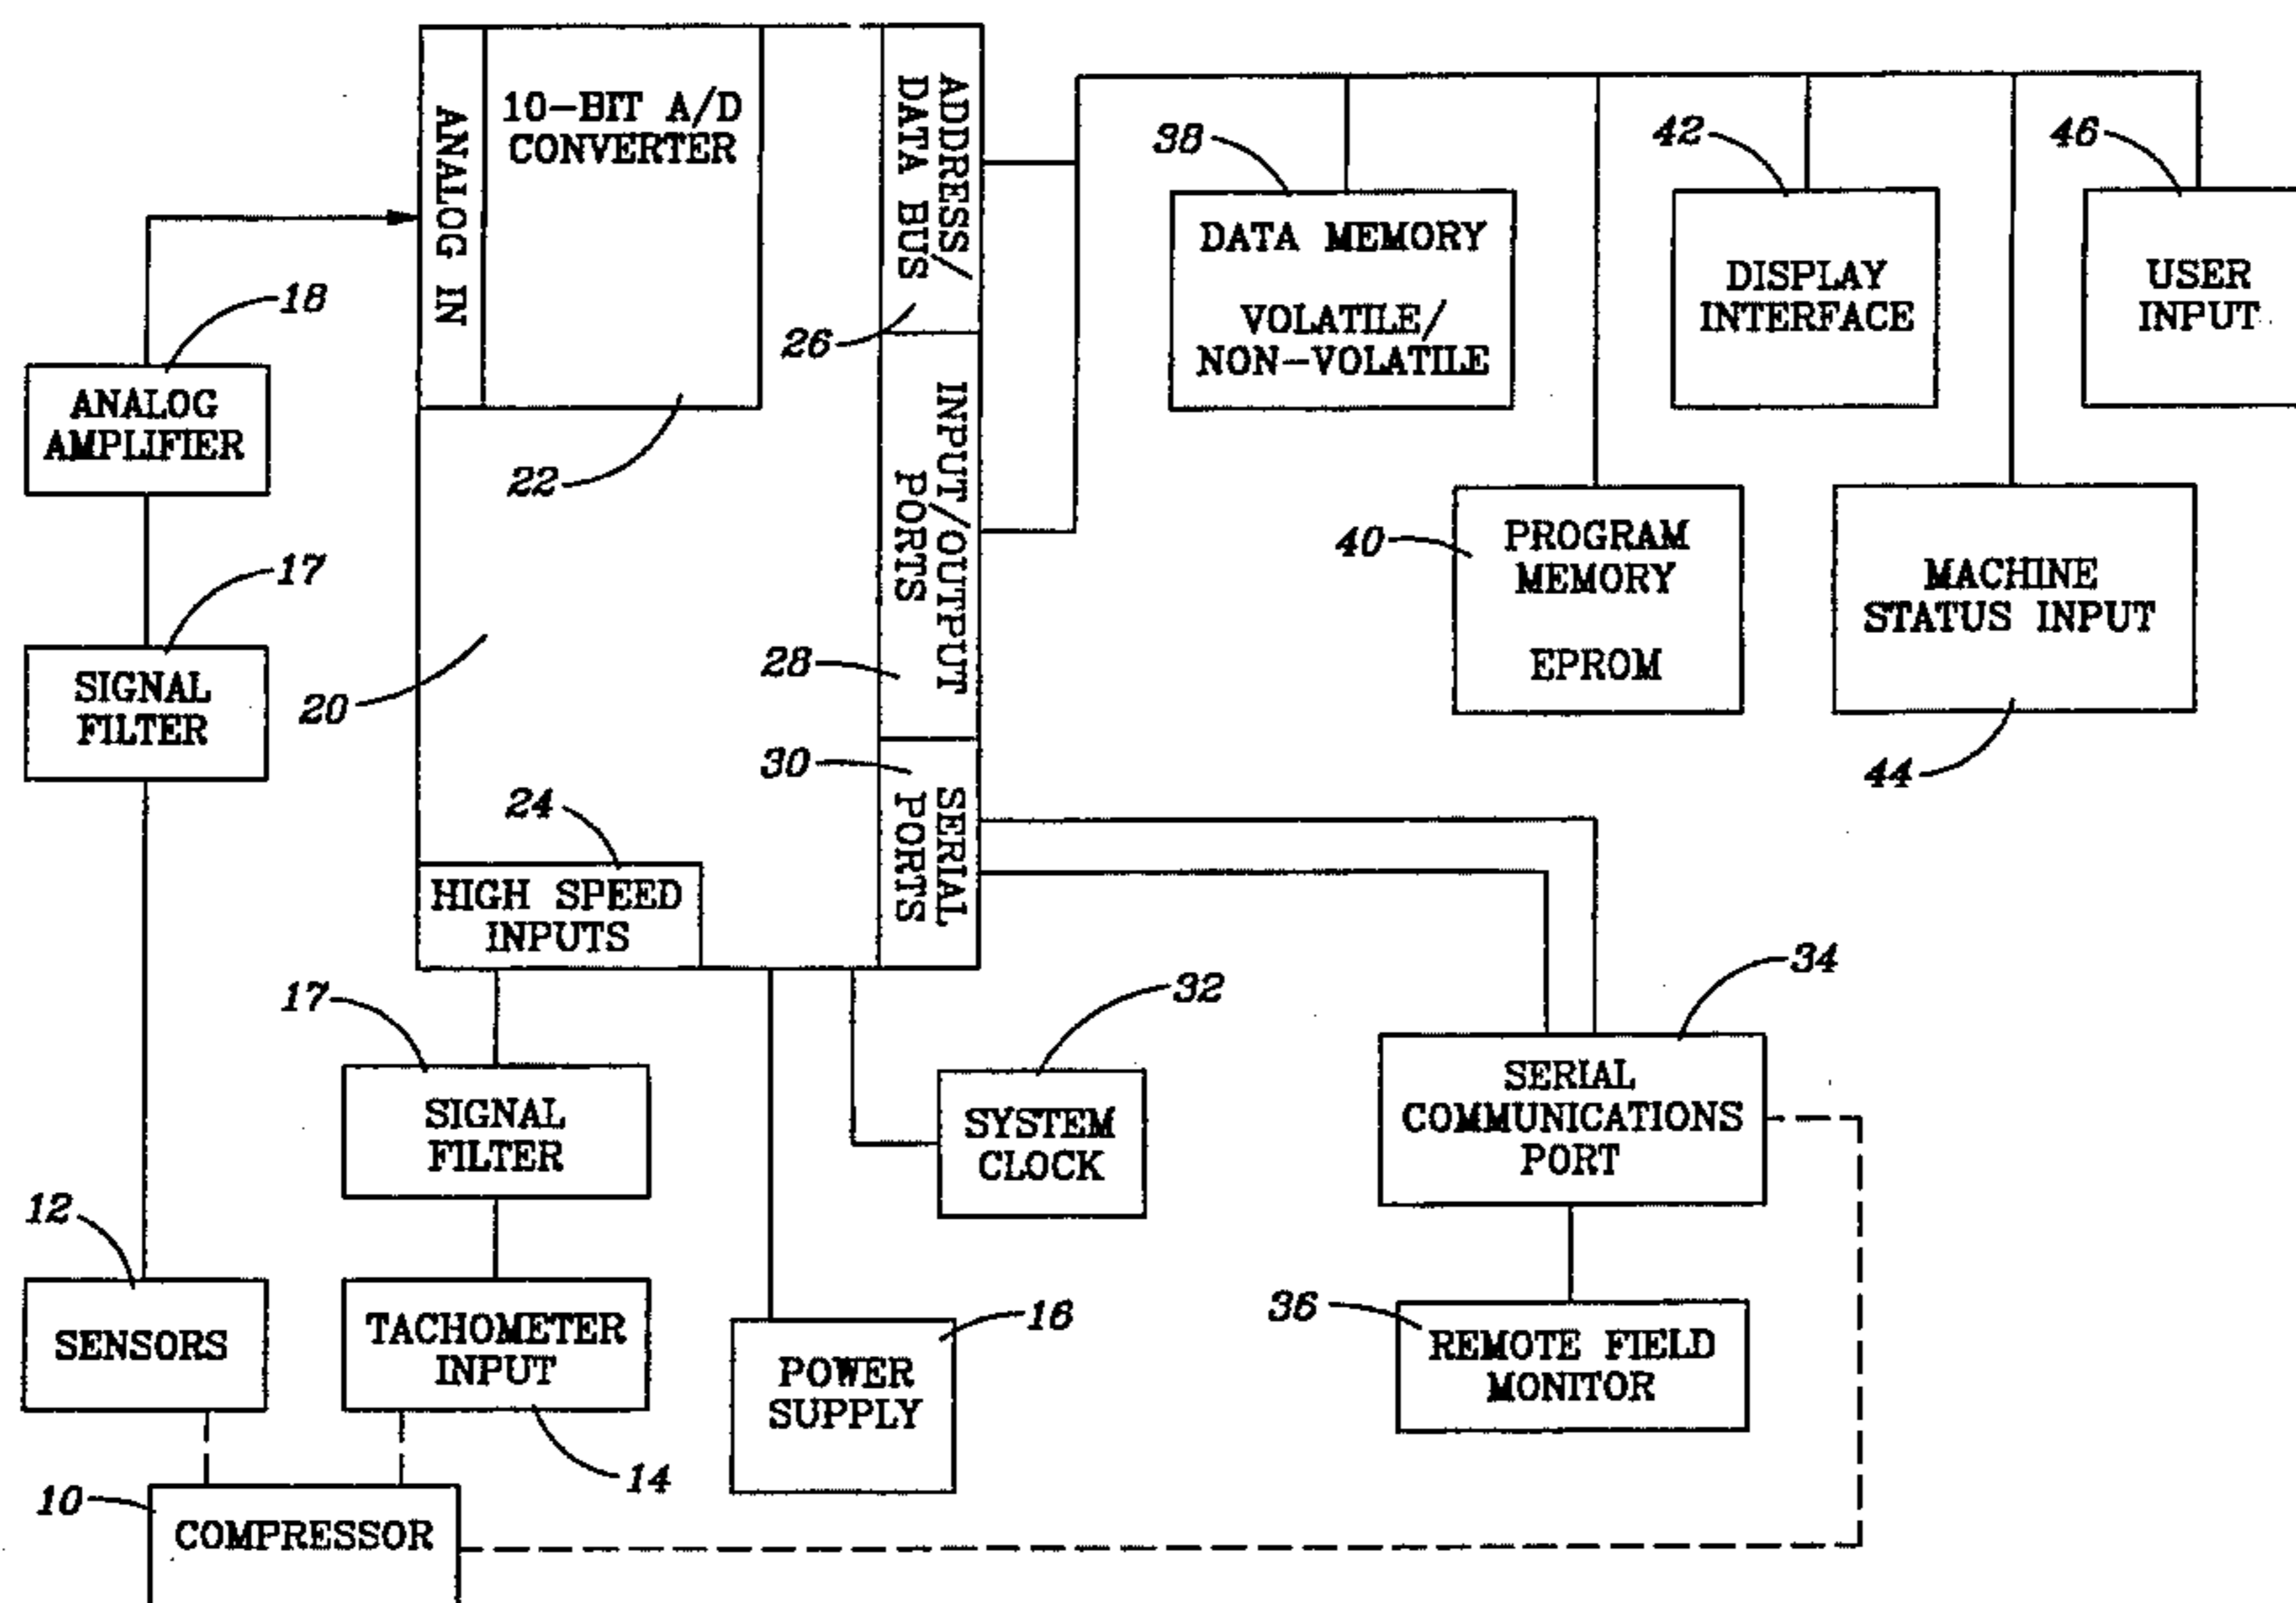 ANALOG IN
10-BIT A/D
CONVERTER
22
ADDRESS/
DATA BUS
26
INPUT/OUTPUT
PORTS
28
SERIAL
PORTS
30
20
24
HIGH SPEED
INPUTS
18
ANALOG
AMPLIFIER
17
SIGNAL
FILTER
12
SENSORS
17
SIGNAL
FILTER
TACHOMETER
INPUT
14
10
COMPRESSOR
16
POWER
SUPPLY
32
SYSTEM
CLOCK
34
SERIAL
COMMUNICATIONS
PORT
36
REMOTE FIELD
MONITOR
38
DATA MEMORY
VOLATILE/
NON-VOLATILE
40
PROGRAM
MEMORY
EPROM
42
DISPLAY
INTERFACE
44
MACHINE
STATUS INPUT
46
USER
INPUT